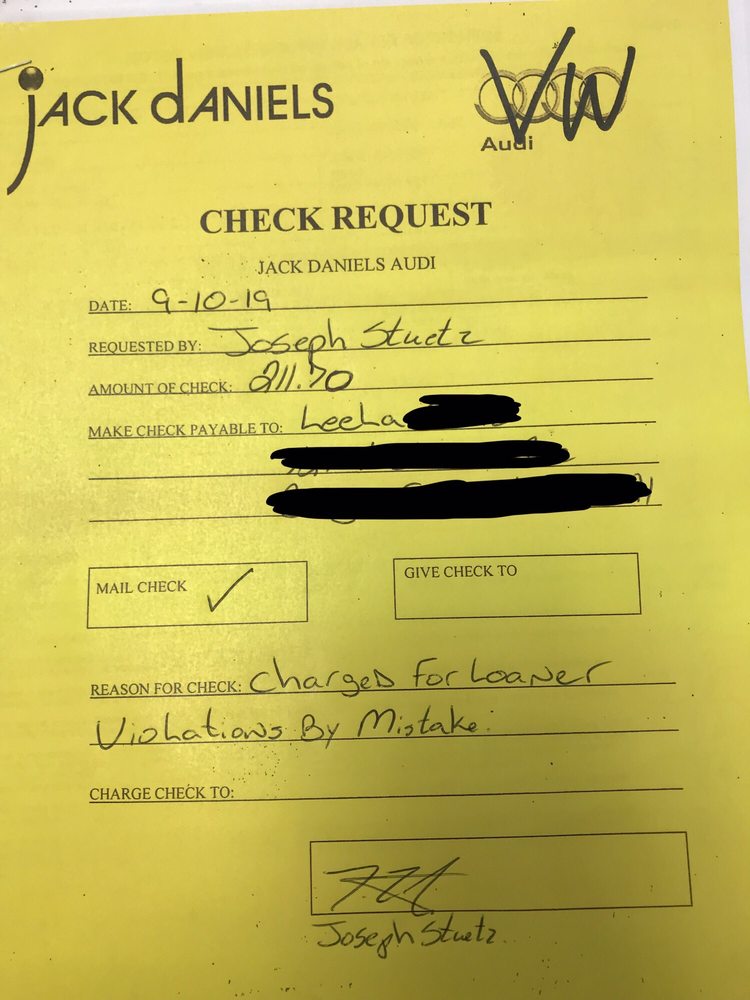 JACK dANIELS
VW
Audi
CHECK REQUEST
JACK DANIELS AUDI
DATE: 9-10-19
REQUESTED BY: Joseph Stuetz
AMOUNT OF CHECK: 211.70
MAKE CHECK PAYABLE TO: LeeLa
MAIL CHECK ✓
GIVE CHECK TO
REASON FOR CHECK: Charged For Loaner
Violations By Mistake.
CHARGE CHECK TO:
Joseph Stuetz